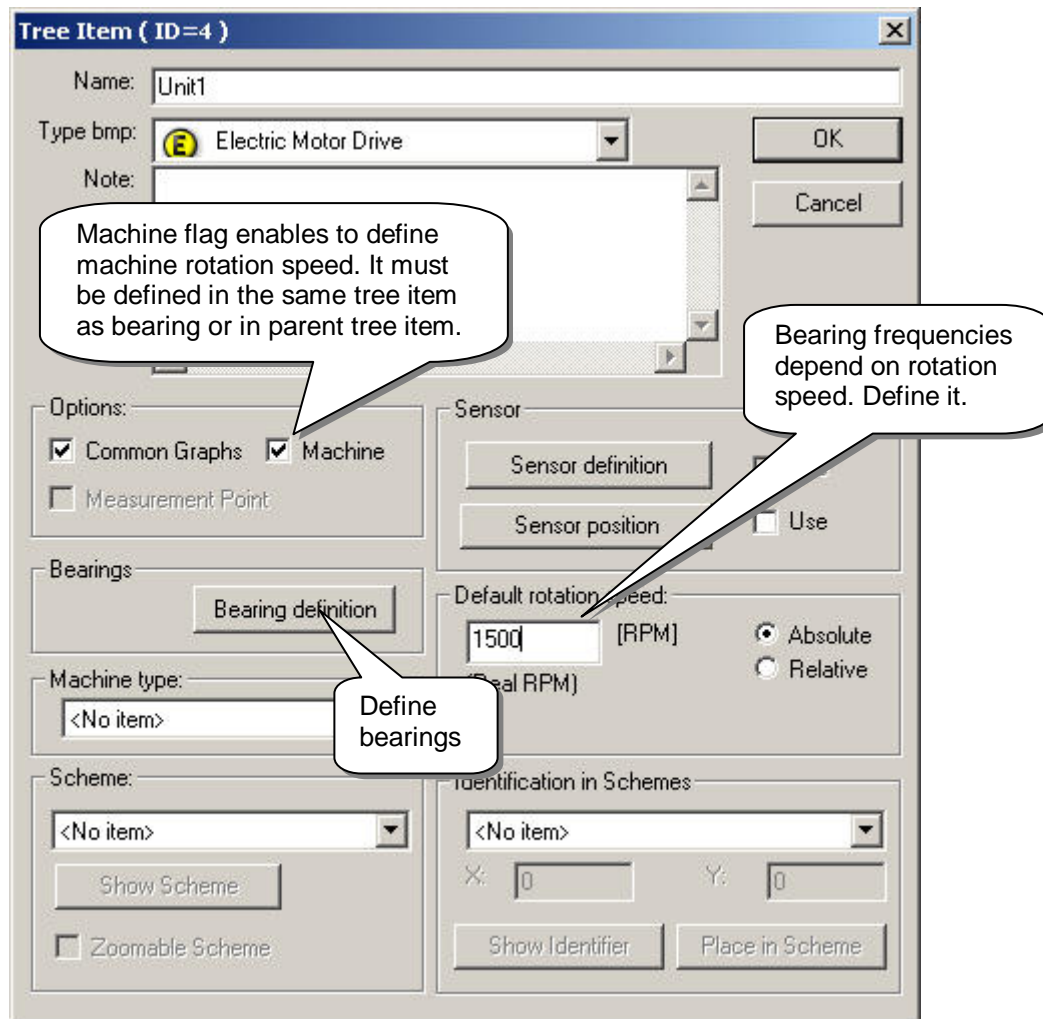 Tree Item ( ID=4 )
Name:
Unit1
Type bmp:
E
Electric Motor Drive
OK
Note:
Cancel
Machine flag enables to define
machine rotation speed. It must
be defined in the same tree item
as bearing or in parent tree item.
Bearing frequencies
depend on rotation
speed. Define it.
Options:
Common Graphs
Machine
Measurement Point
Sensor
Sensor definition
Sensor position
Use
Bearings
Bearing definition
Default rotation speed:
1500
[RPM]
Absolute
Relative
(Real RPM)
Machine type:
<No item>
Define
bearings
Scheme:
<No item>
Show Scheme
Zoomable Scheme
Identification in Schemes
<No item>
X:
0
Y:
0
Show Identifier
Place in Scheme